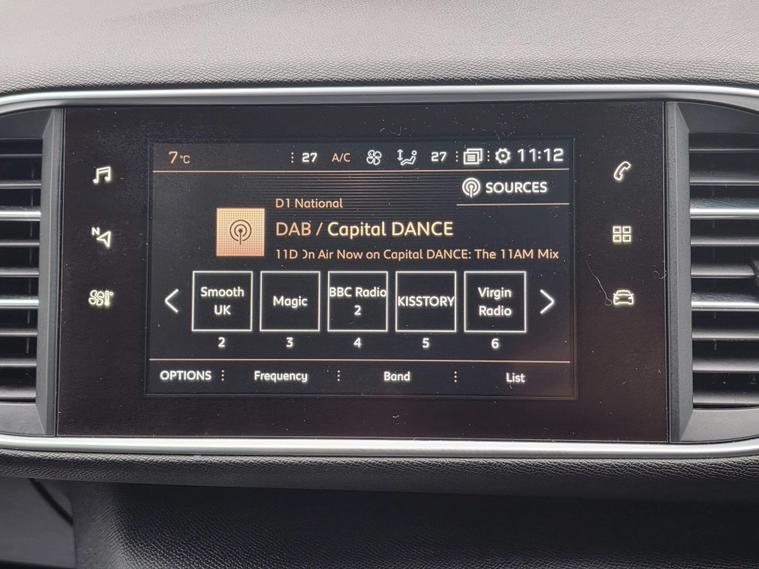 7°C 27 A/C 27 11:12
SOURCES
D1 National
DAB / Capital DANCE
11D On Air Now on Capital DANCE: The 11AM Mix
N
Smooth UK
Magic
BBC Radio 2
KISSTORY
Virgin Radio
2 3 4 5 6
OPTIONS Frequency Band List